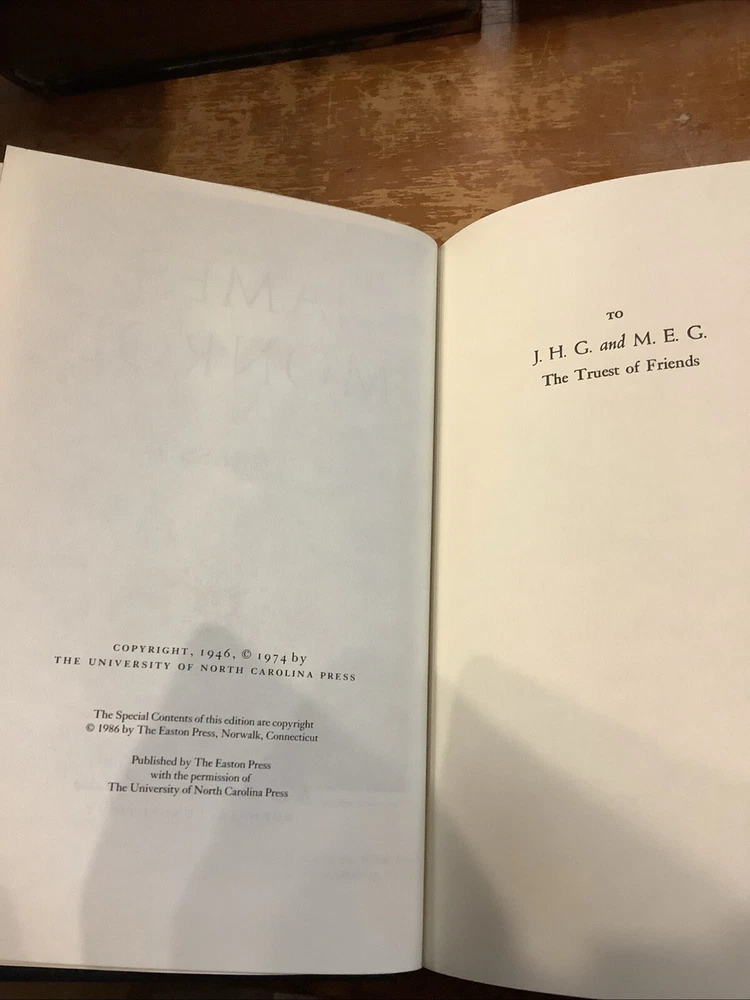 COPYRIGHT, 1946, © 1974 by
THE UNIVERSITY OF NORTH CAROLINA PRESS
The Special Contents of this edition are copyright
© 1986 by The Easton Press, Norwalk, Connecticut
Published by The Easton Press
with the permission of
The University of North Carolina Press
TO
J. H. G. and M. E. G.
The Truest of Friends